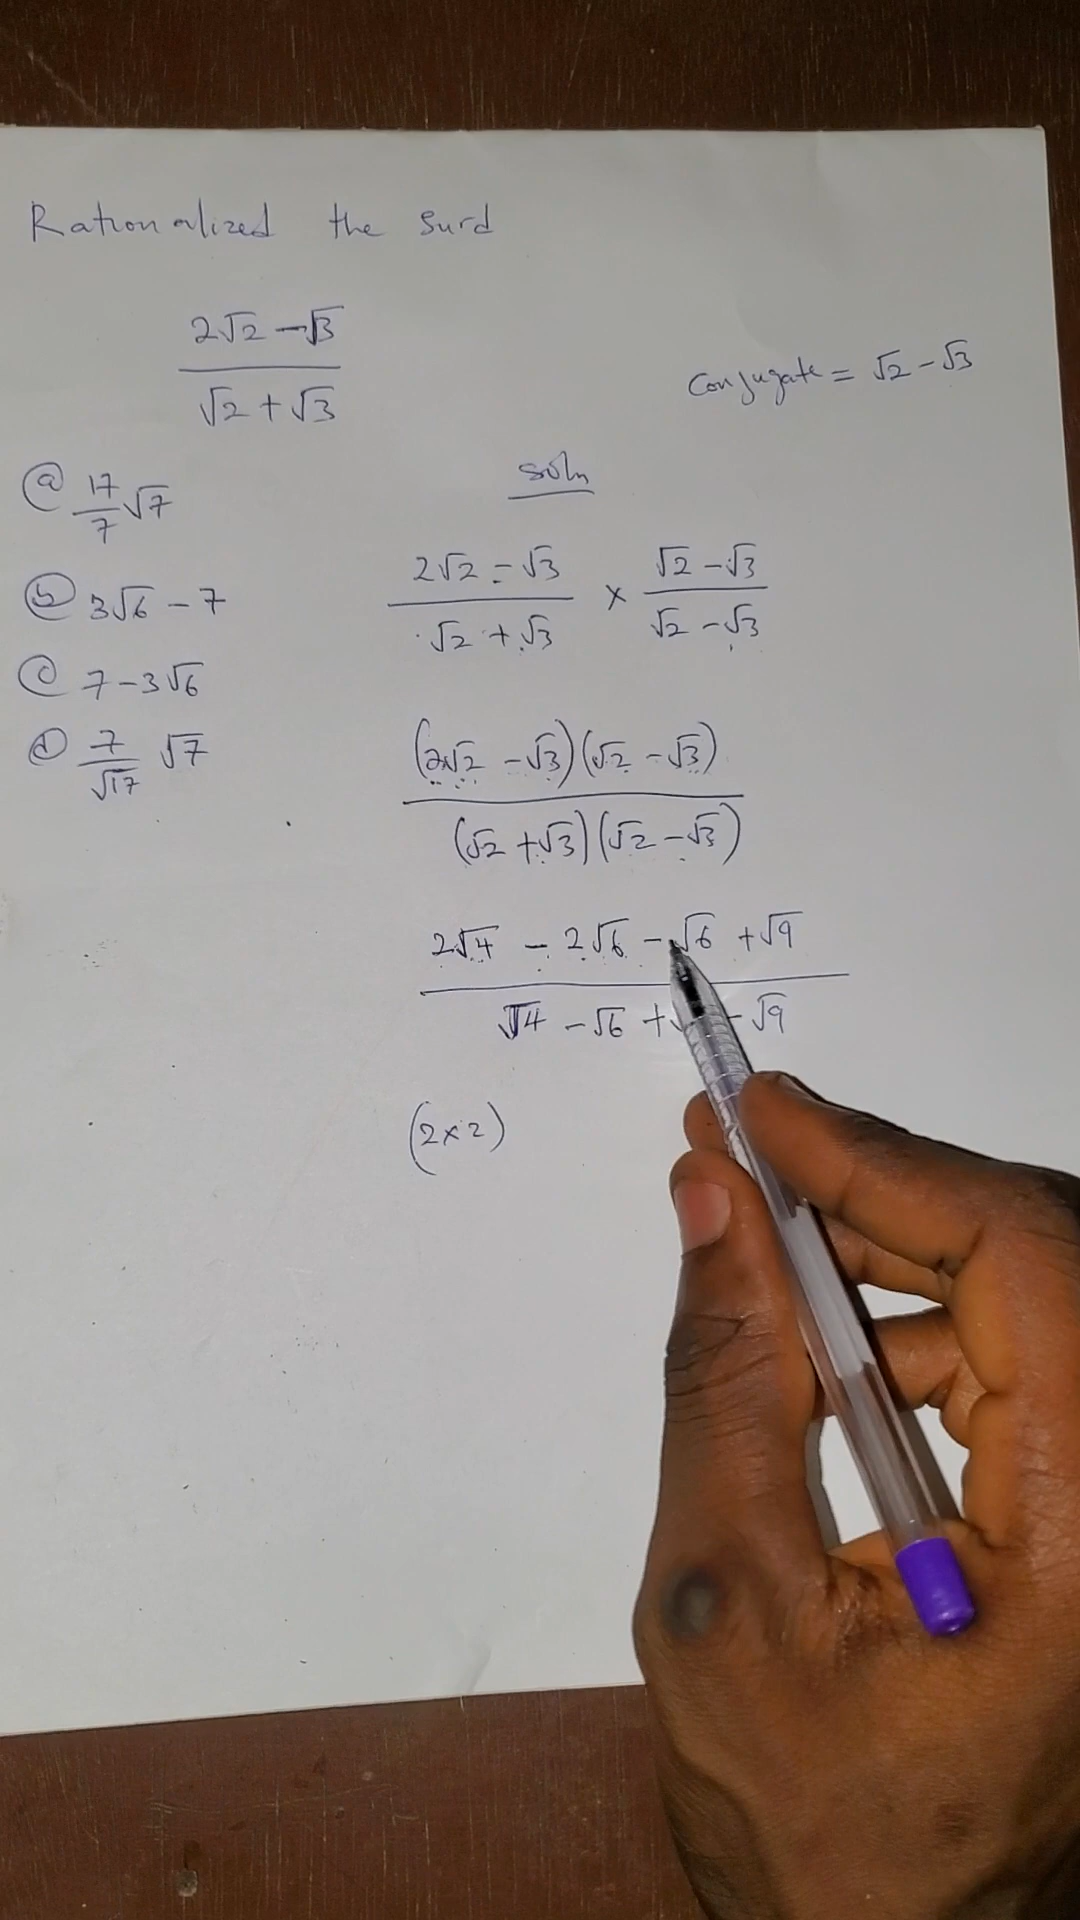 Rationalized the surd
2√2 - √3
√2 + √3
Conjugate = √2 - √3
soln
(a) 17/7 √7
(b) 3√6 - 7
(c) 7 - 3√6
(d) 7/√17 √7
2√2 - √3 × √2 - √3
√2 + √3 √2 - √3
(2√2 - √3)(√2 - √3)
(√2 + √3)(√2 - √3)
2√4 - 2√6 - √6 + √9
√4 - √6 + √ - √9
(2×2)